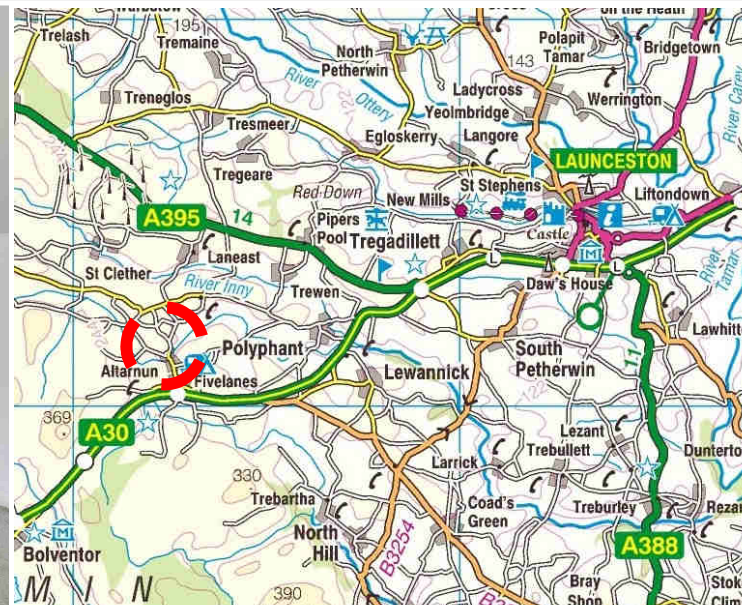 195
Trelash
Tremaine
North
Petherwin
Polapit
Tamar
Bridgetown
143
River
Ottery
Ladycross
Yeolmbridge
Langore
Werrington
River Carey
Treneglos
Tresmeer
Egloskerry
LAUNCESTON
Tregeare
Red Down
New Mills
St Stephens
Liftondown
A395
14
Pipers
Pool
Tregadillett
Castle
St Clether
Laneast
River Inny
Trewen
Daw's House
River
Tamar
Altarnun
Fivelanes
Polyphant
Lewannick
South
Petherwin
11
369
A30
330
Larrick
Lezant
Trebullett
Trebartha
Coad's
Green
Treburley
Bolventor
North
Hill
B3254
A388
M I N
390
Bray
Shop